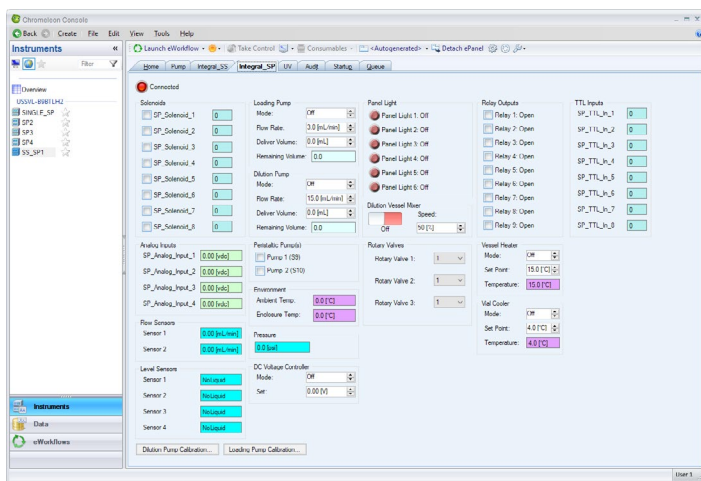 Chromeleon Console
Back Create File Edit View Tools Help
Instruments «
Launch eWorkflow Take Control Consumables <Autogenerated> Detach ePanel
Filter
Home Pump Integral_SS Integral_SP UV Audit Startup Queue
Connected
Overview
SINGLE_SP
SP2
SP3
SP4
SS_SP1
Solenoids
SP_Solenoid_1 0
SP_Solenoid_2 0
SP_Solenoid_3 0
SP_Solenoid_4 0
SP_Solenoid_5 0
SP_Solenoid_6 0
SP_Solenoid_7 0
SP_Solenoid_8 0
Loading Pump
Mode: Off
Flow Rate: 3.0 [mL/min]
Deliver Volume: 0.0 [mL]
Remaining Volume: 0.0
Dilution Pump
Mode: Off
Flow Rate: 15.0 [mL/min]
Deliver Volume: 0.0 [mL]
Remaining Volume: 0.0
Panel Light
Panel Light 1: Off
Panel Light 2: Off
Panel Light 3: Off
Panel Light 4: Off
Panel Light 5: Off
Panel Light 6: Off
Dilution Vessel Mixer
Speed:
Off 50 [%]
Relay Outputs
Relay 1: Open
Relay 2: Open
Relay 3: Open
Relay 4: Open
Relay 5: Open
Relay 6: Open
Relay 7: Open
Relay 8: Open
Relay 9: Open
TTL Inputs
SP_TTL_In_1 0
SP_TTL_In_2 0
SP_TTL_In_3 0
SP_TTL_In_4 0
SP_TTL_In_5 0
SP_TTL_In_6 0
SP_TTL_In_7 0
SP_TTL_In_8 0
Analog Inputs
SP_Analog_Input_1 0.00 [vdc]
SP_Analog_Input_2 0.00 [vdc]
SP_Analog_Input_3 0.00 [vdc]
SP_Analog_Input_4 0.00 [vdc]
Peristaltic Pump(s)
Pump 1 (S9)
Pump 2 (S10)
Environment
Ambient Temp: 0.0 [°C]
Enclosure Temp: 0.0 [°C]
Rotary Valves
Rotary Valve 1: 1
Rotary Valve 2: 1
Rotary Valve 3: 1
Vessel Heater
Mode: Off
Set Point: 15.0 [°C]
Temperature: 15.0 [°C]
Vial Cooler
Mode: Off
Set Point: 4.0 [°C]
Temperature: 4.0 [°C]
Flow Sensors
Sensor 1 0.00 [mL/min]
Sensor 2 0.00 [mL/min]
Pressure
0.0 [psi]
Level Sensors
Sensor 1 NoLiquid
Sensor 2 NoLiquid
Sensor 3 NoLiquid
Sensor 4 NoLiquid
DC Voltage Controller
Mode: Off
Set: 0.00 [V]
Dilution Pump Calibration... Loading Pump Calibration...
Instruments
Data
eWorkflows
User 1